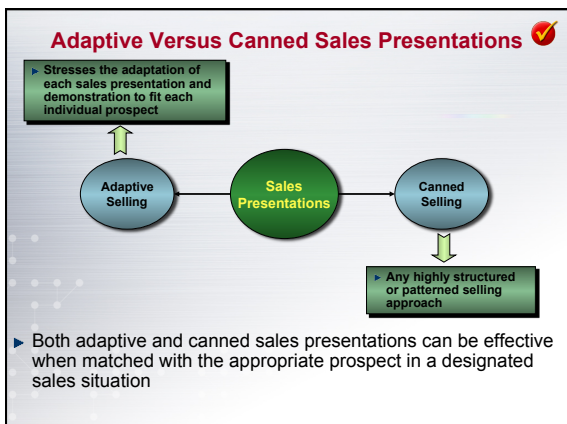 Adaptive Versus Canned Sales Presentations
► Stresses the adaptation of
each sales presentation and
demonstration to fit each
individual prospect
Adaptive
Selling
Sales
Presentations
Canned
Selling
► Any highly structured
or patterned selling
approach
► Both adaptive and canned sales presentations can be effective
when matched with the appropriate prospect in a designated
sales situation